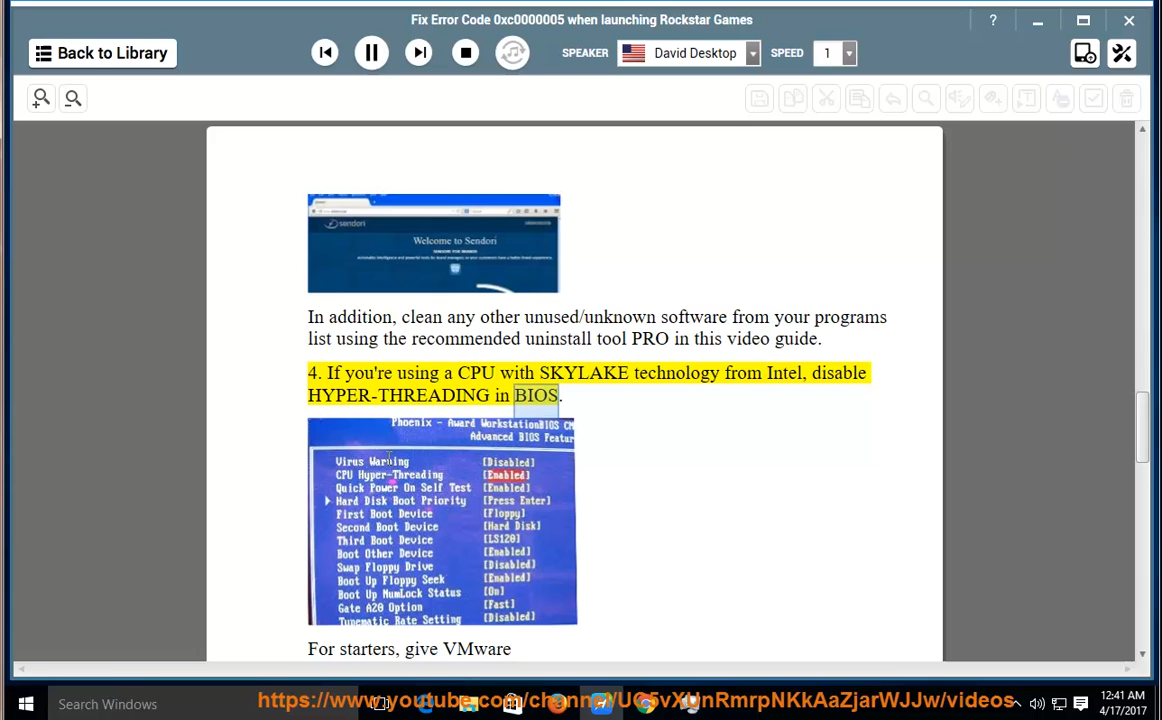 Fix Error Code 0xc0000005 when launching Rockstar Games
?
Back to Library
SPEAKER
David Desktop
SPEED
1
sendori
Welcome to Sendori
In addition, clean any other unused/unknown software from your programs
list using the recommended uninstall tool PRO in this video guide.
4. If you're using a CPU with SKYLAKE technology from Intel, disable
HYPER-THREADING in BIOS.
Phoenix - Award WorkstationBIOS CM
Advanced BIOS Featur
Virus Warning [Disabled]
CPU Hyper-Threading [Enabled]
Quick Power On Self Test [Enabled]
Hard Disk Boot Priority [Press Enter]
First Boot Device [Floppy]
Second Boot Device [Hard Disk]
Third Boot Device [LS120]
Boot Other Device [Enabled]
Swap Floppy Drive [Disabled]
Boot Up Floppy Seek [Enabled]
Boot Up NumLock Status [On]
Gate A20 Option [Fast]
Typematic Rate Setting [Disabled]
For starters, give VMware
Search Windows
12:41 AM
4/17/2017